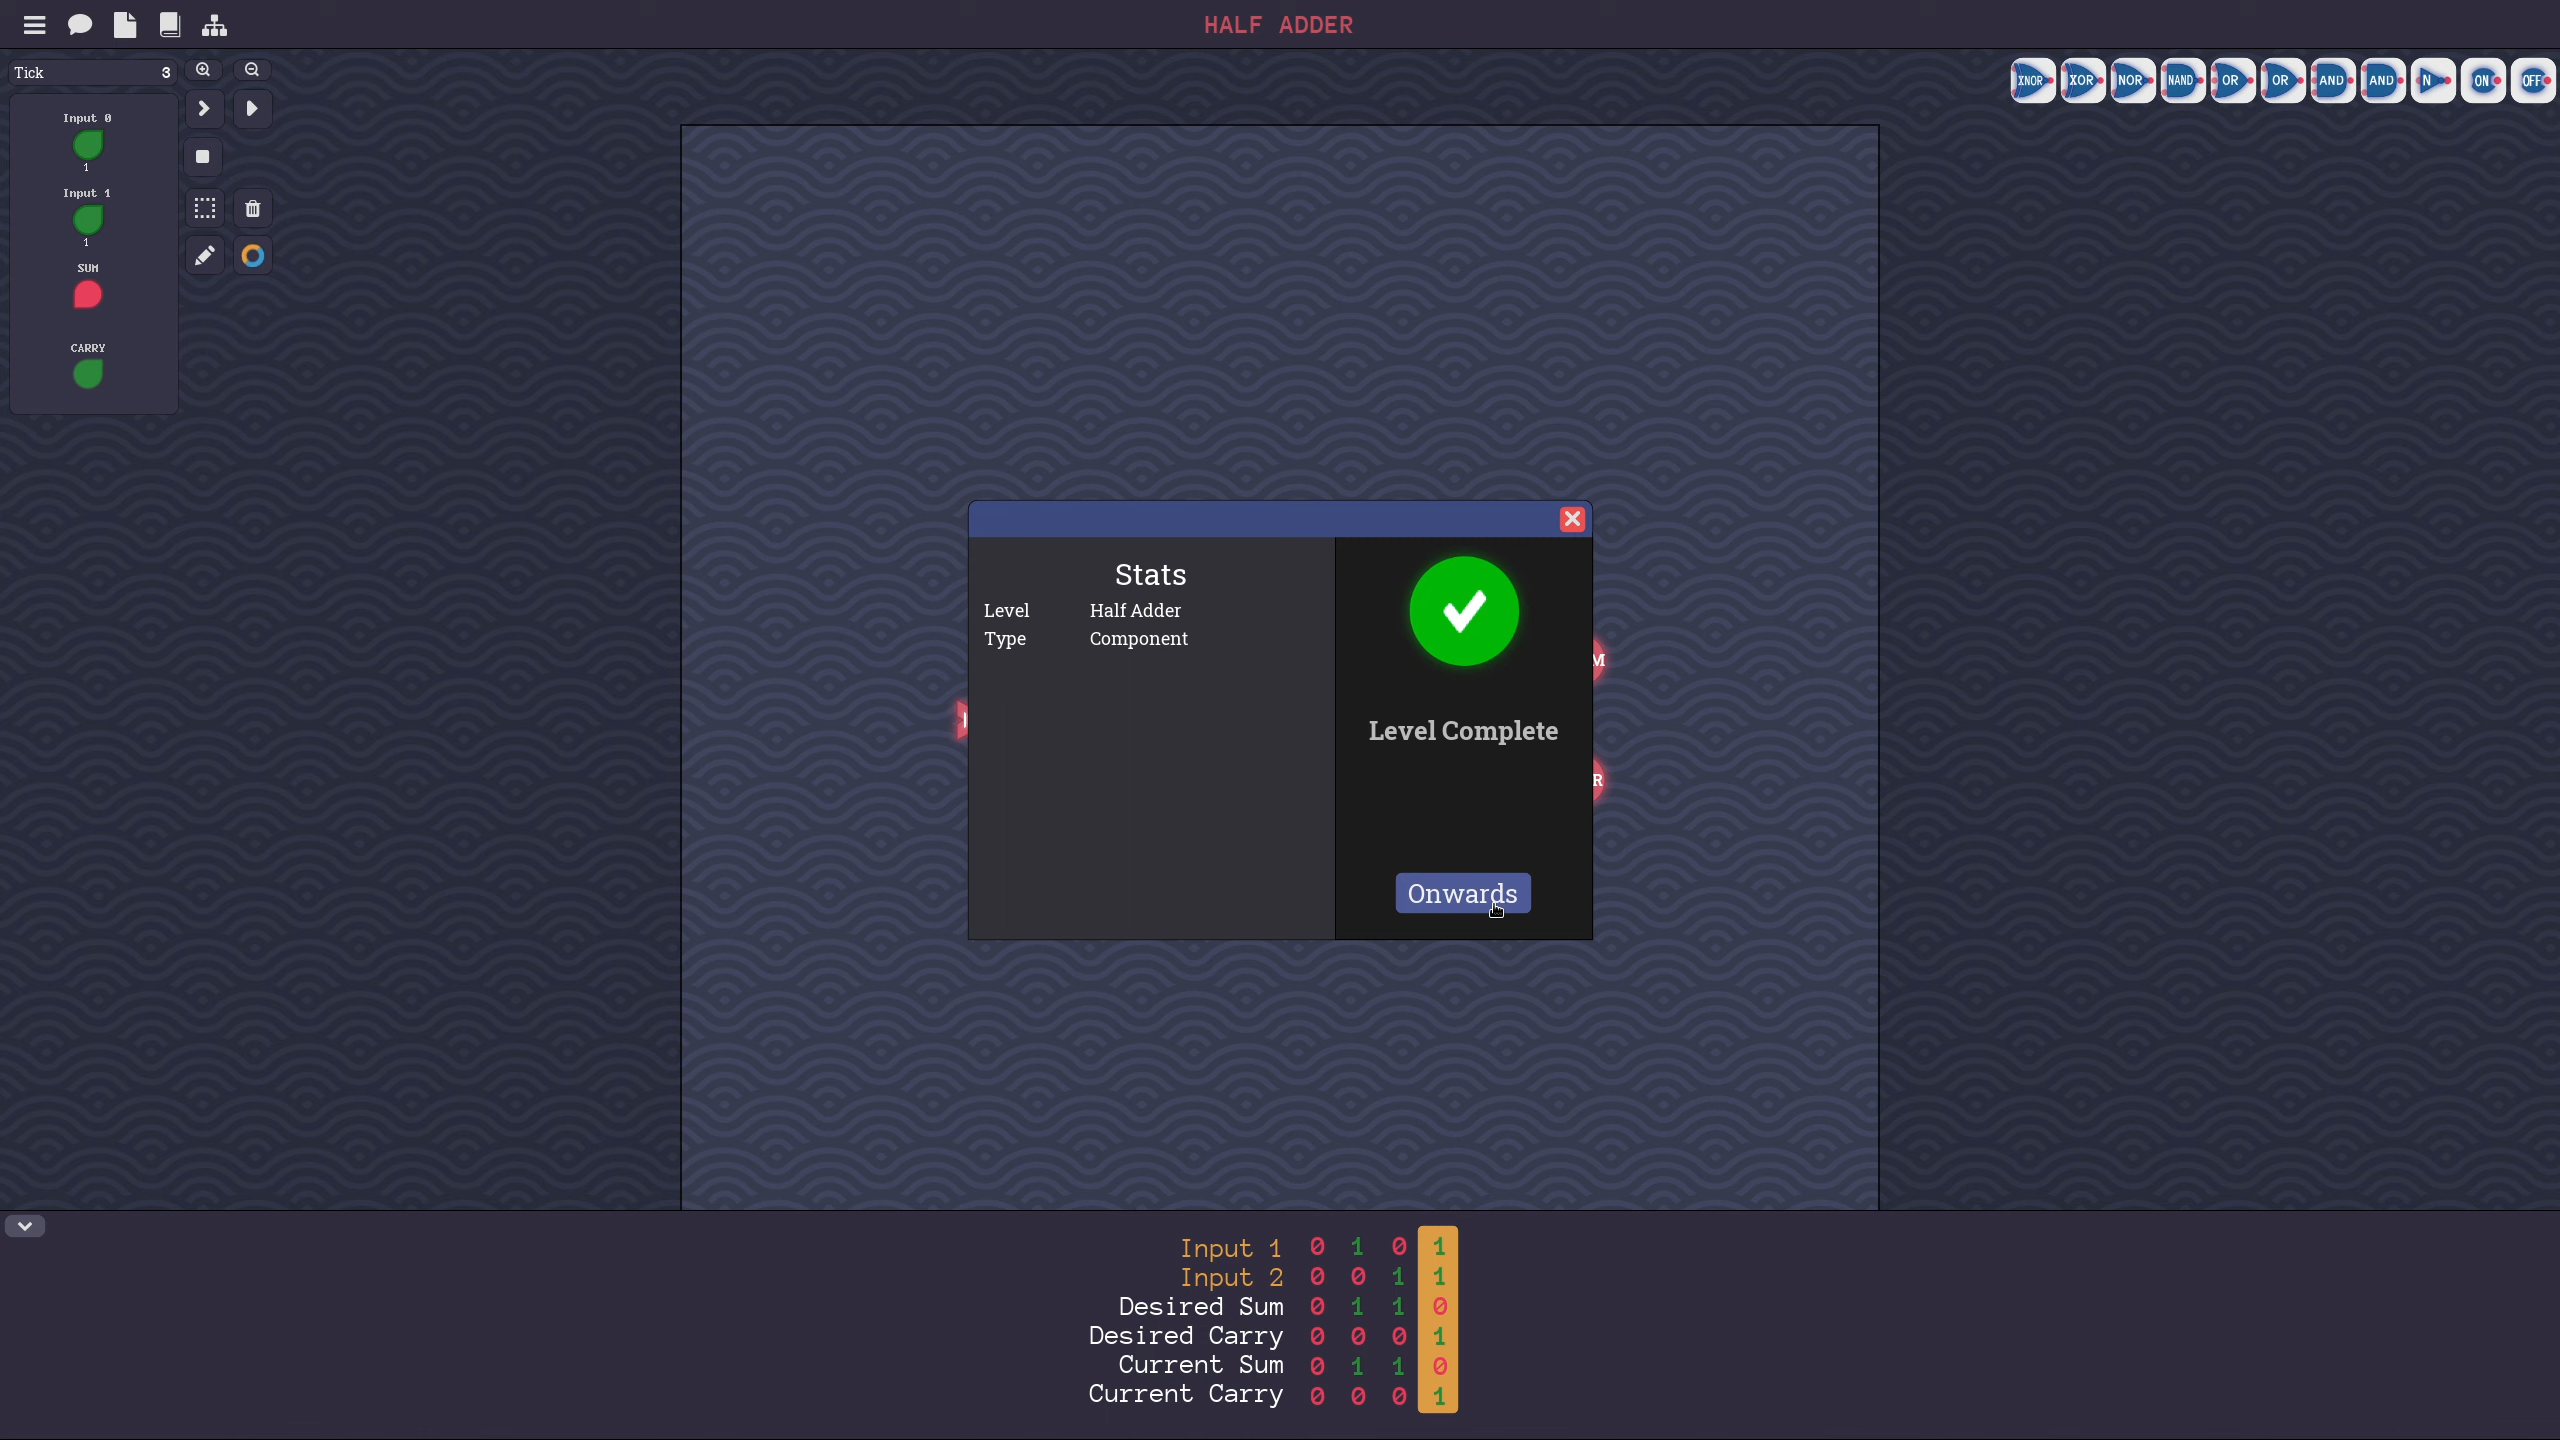 HALF ADDER
Tick 3
XNOR XOR NOR NAND OR OR AND AND N ON OFF
Input 0
1
Input 1
1
SUM
CARRY
Stats
Level Half Adder
Type Component
M
Level Complete
R
Onwards
Input 1 0 1 0 1
Input 2 0 0 1 1
Desired Sum 0 1 1 0
Desired Carry 0 0 0 1
Current Sum 0 1 1 0
Current Carry 0 0 0 1